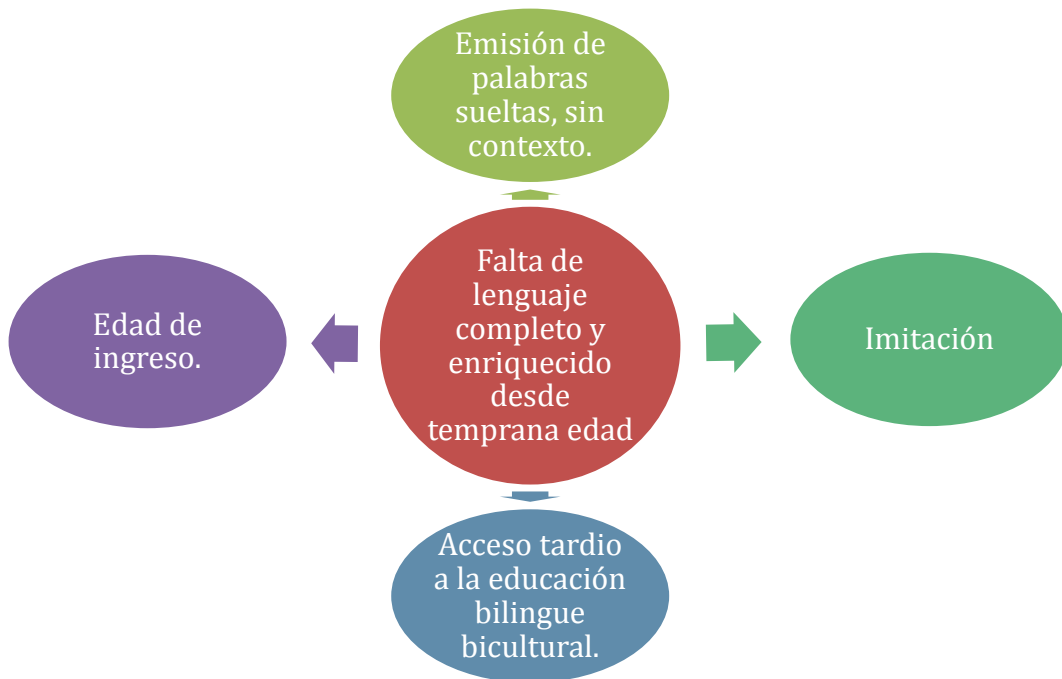 Emisión de
palabras
sueltas, sin
contexto.
Edad de
ingreso.
Falta de
lenguaje
completo y
enriquecido
desde
temprana edad
Imitación
Acceso tardio
a la educación
bilingue
bicultural.